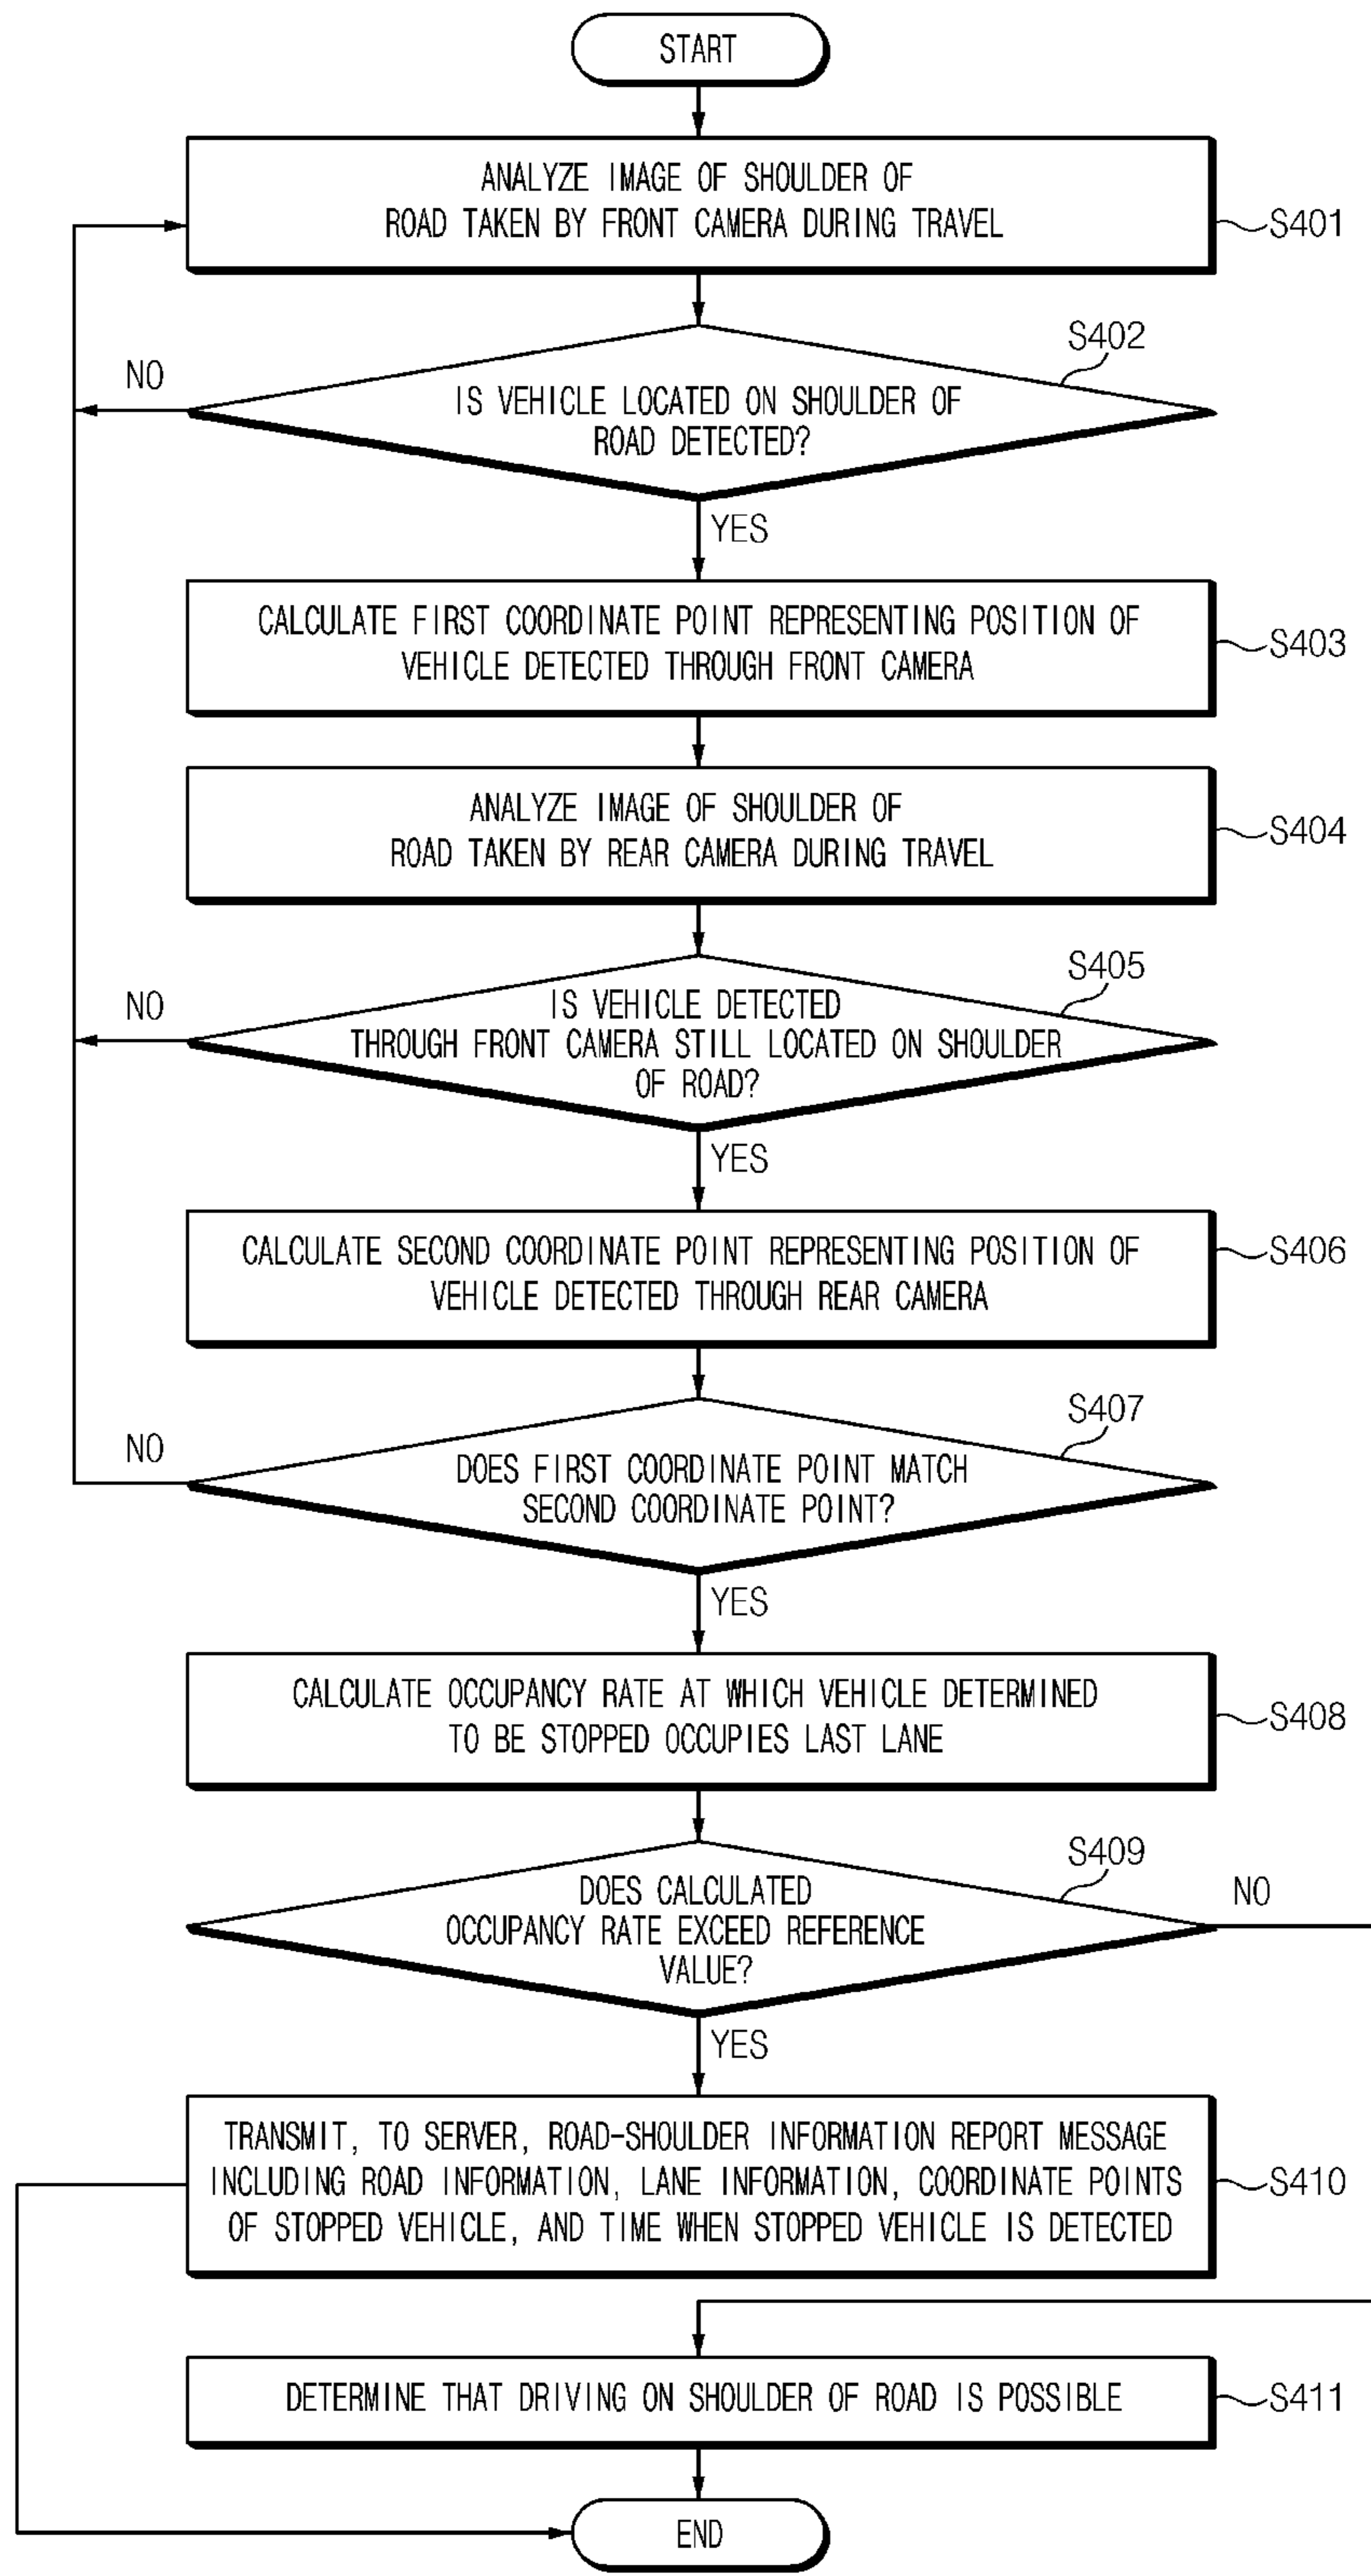 START
ANALYZE IMAGE OF SHOULDER OF
ROAD TAKEN BY FRONT CAMERA DURING TRAVEL
S401
S402
NO
IS VEHICLE LOCATED ON SHOULDER OF
ROAD DETECTED?
YES
CALCULATE FIRST COORDINATE POINT REPRESENTING POSITION OF
VEHICLE DETECTED THROUGH FRONT CAMERA
S403
ANALYZE IMAGE OF SHOULDER OF
ROAD TAKEN BY REAR CAMERA DURING TRAVEL
S404
S405
NO
IS VEHICLE DETECTED
THROUGH FRONT CAMERA STILL LOCATED ON SHOULDER
OF ROAD?
YES
CALCULATE SECOND COORDINATE POINT REPRESENTING POSITION OF
VEHICLE DETECTED THROUGH REAR CAMERA
S406
S407
NO
DOES FIRST COORDINATE POINT MATCH
SECOND COORDINATE POINT?
YES
CALCULATE OCCUPANCY RATE AT WHICH VEHICLE DETERMINED
TO BE STOPPED OCCUPIES LAST LANE
S408
S409
NO
DOES CALCULATED
OCCUPANCY RATE EXCEED REFERENCE
VALUE?
YES
TRANSMIT, TO SERVER, ROAD-SHOULDER INFORMATION REPORT MESSAGE
INCLUDING ROAD INFORMATION, LANE INFORMATION, COORDINATE POINTS
OF STOPPED VEHICLE, AND TIME WHEN STOPPED VEHICLE IS DETECTED
S410
DETERMINE THAT DRIVING ON SHOULDER OF ROAD IS POSSIBLE
S411
END